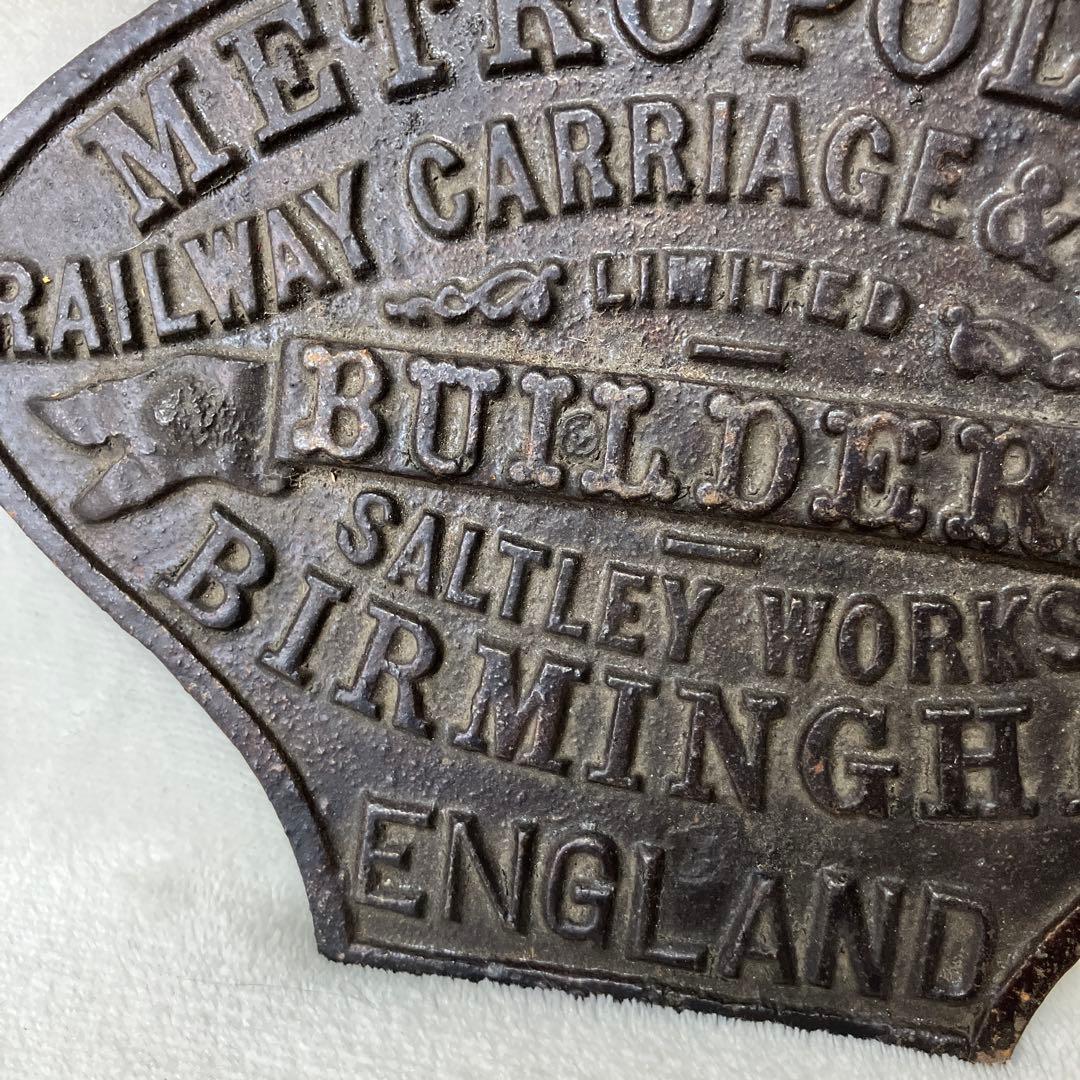 METROPOL
RAILWAY CARRIAGE &
LIMITED
BUILDER
SALTLEY WORKS
BIRMINGH
ENGLAND